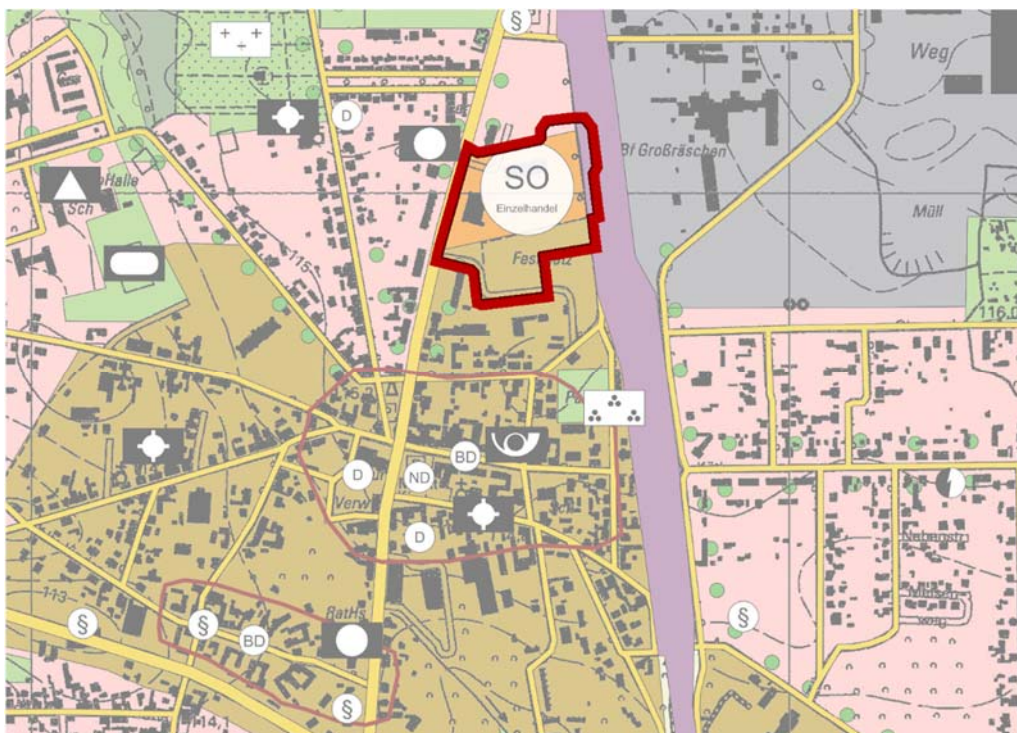 §
Weg
D
Bf Großräschen
SO
Einzelhandel
Halle
Sch
Müll
115
116,0
BD
D
ND
Verw
D
113
§
§
RatHs
BD
§
§
114,1